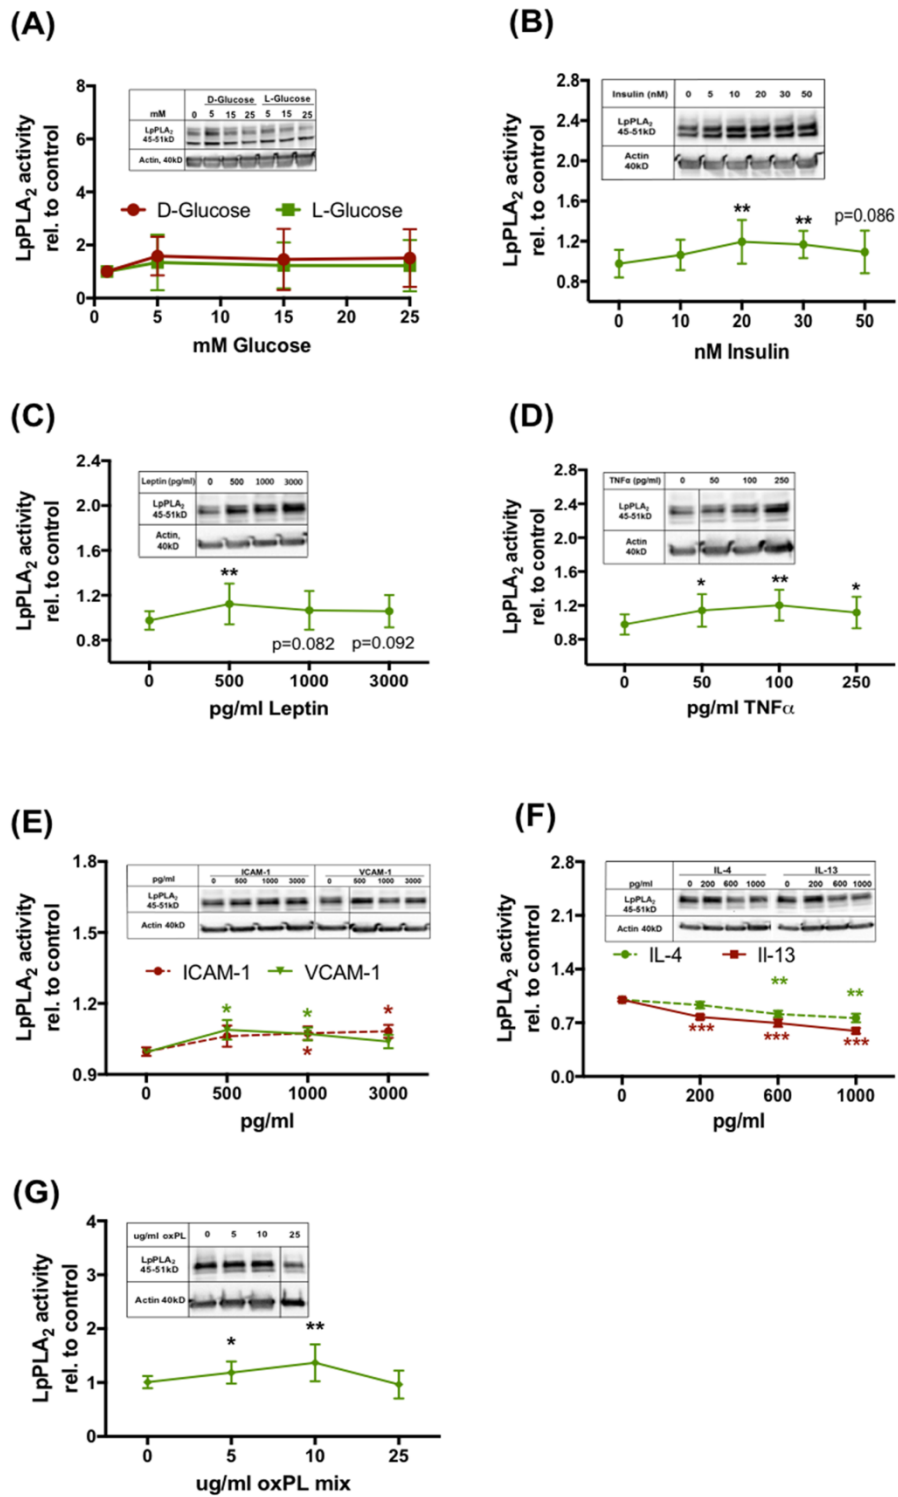 (A)
8
6
4
2
0
LpPLA2 activity
rel. to control
D-Glucose L-Glucose
mM 0 5 15 25 5 15 25
LpPLA2
45-51kD
Actin, 40kD
D-Glucose L-Glucose
0 5 10 15 20 25
mM Glucose
(B)
2.8
2.4
2.0
1.6
1.2
0.8
LpPLA2 activity
rel. to control
Insulin (nM) 0 5 10 20 30 50
LpPLA2
45-51kD
Actin
40kD
** ** p=0.086
0 10 20 30 50
nM Insulin
(C)
2.4
2.0
1.6
1.2
0.8
LpPLA2 activity
rel. to control
Leptin (pg/ml) 0 500 1000 3000
LpPLA2
45-51kD
Actin,
40kD
**
p=0.082 p=0.092
0 500 1000 3000
pg/ml Leptin
(D)
2.8
2.4
2.0
1.6
1.2
0.8
LpPLA2 activity
rel. to control
TNFα (pg/ml) 0 50 100 250
LpPLA2
45-51kD
Actin
40kD
* ** *
0 50 100 250
pg/ml TNFα
(E)
1.8
1.5
1.2
0.9
LpPLA2 activity
rel. to control
ICAM-1 VCAM-1
pg/ml 0 500 1000 3000 0 500 1000 3000
LpPLA2
45-51kD
Actin 40kD
ICAM-1 VCAM-1
* * *
*
0 500 1000 3000
pg/ml
(F)
2.8
2.1
1.4
0.7
0.0
LpPLA2 activity
rel. to control
IL-4 IL-13
pg/ml 0 200 600 1000 0 200 600 1000
LpPLA2
45-51kD
Actin 40kD
IL-4 Il-13
** **
*** *** ***
0 200 600 1000
pg/ml
(G)
4
3
2
1
0
LpPLA2 activity
rel. to control
ug/ml oxPL 0 5 10 25
LpPLA2
45-51kD
Actin 40kD
* **
0 5 10 25
ug/ml oxPL mix